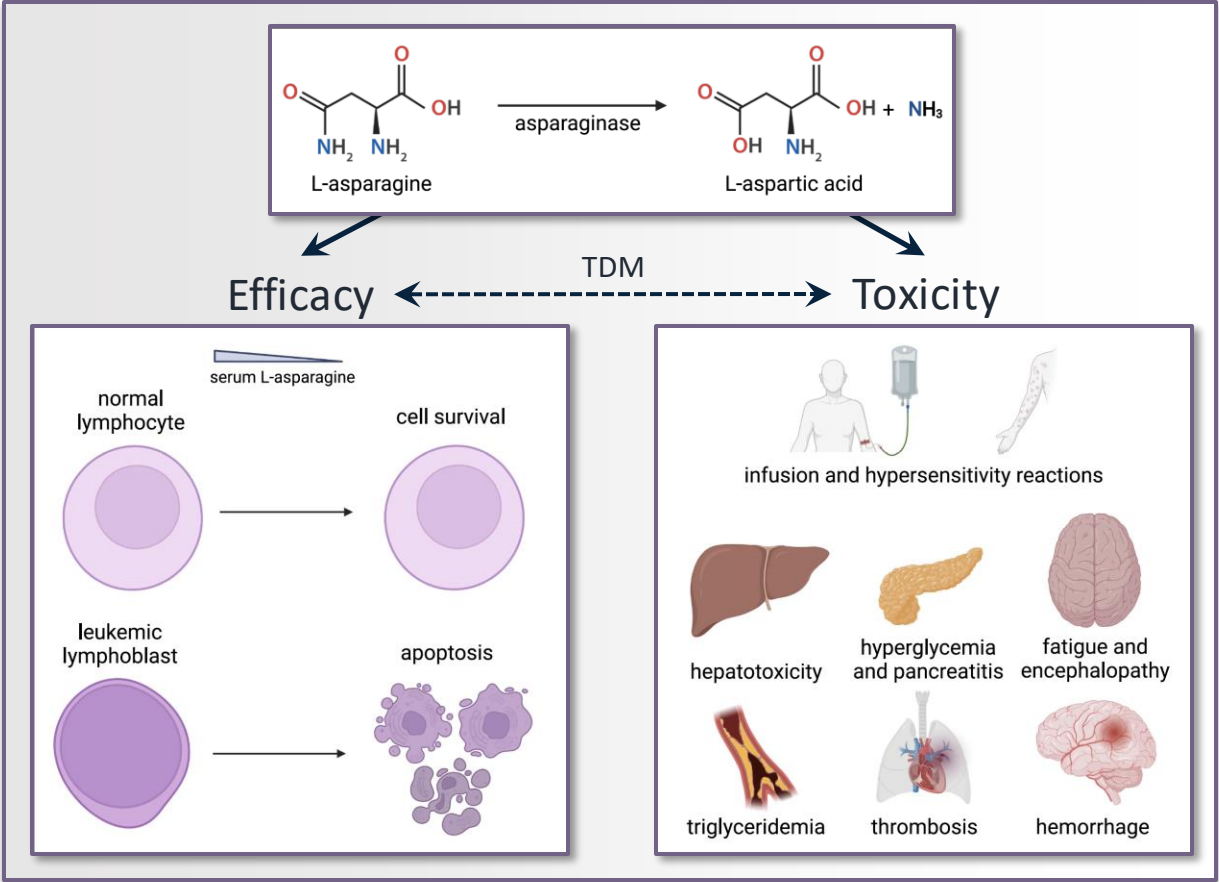 O
O
OH
NH2
NH2
L-asparagine
asparaginase
O
O
OH + NH3
OH
NH2
L-aspartic acid
Efficacy
TDM
Toxicity
serum L-asparagine
normal
lymphocyte
cell survival
leukemic
lymphoblast
apoptosis
infusion and hypersensitivity reactions
hepatotoxicity
hyperglycemia
and pancreatitis
fatigue and
encephalopathy
triglyceridemia
thrombosis
hemorrhage